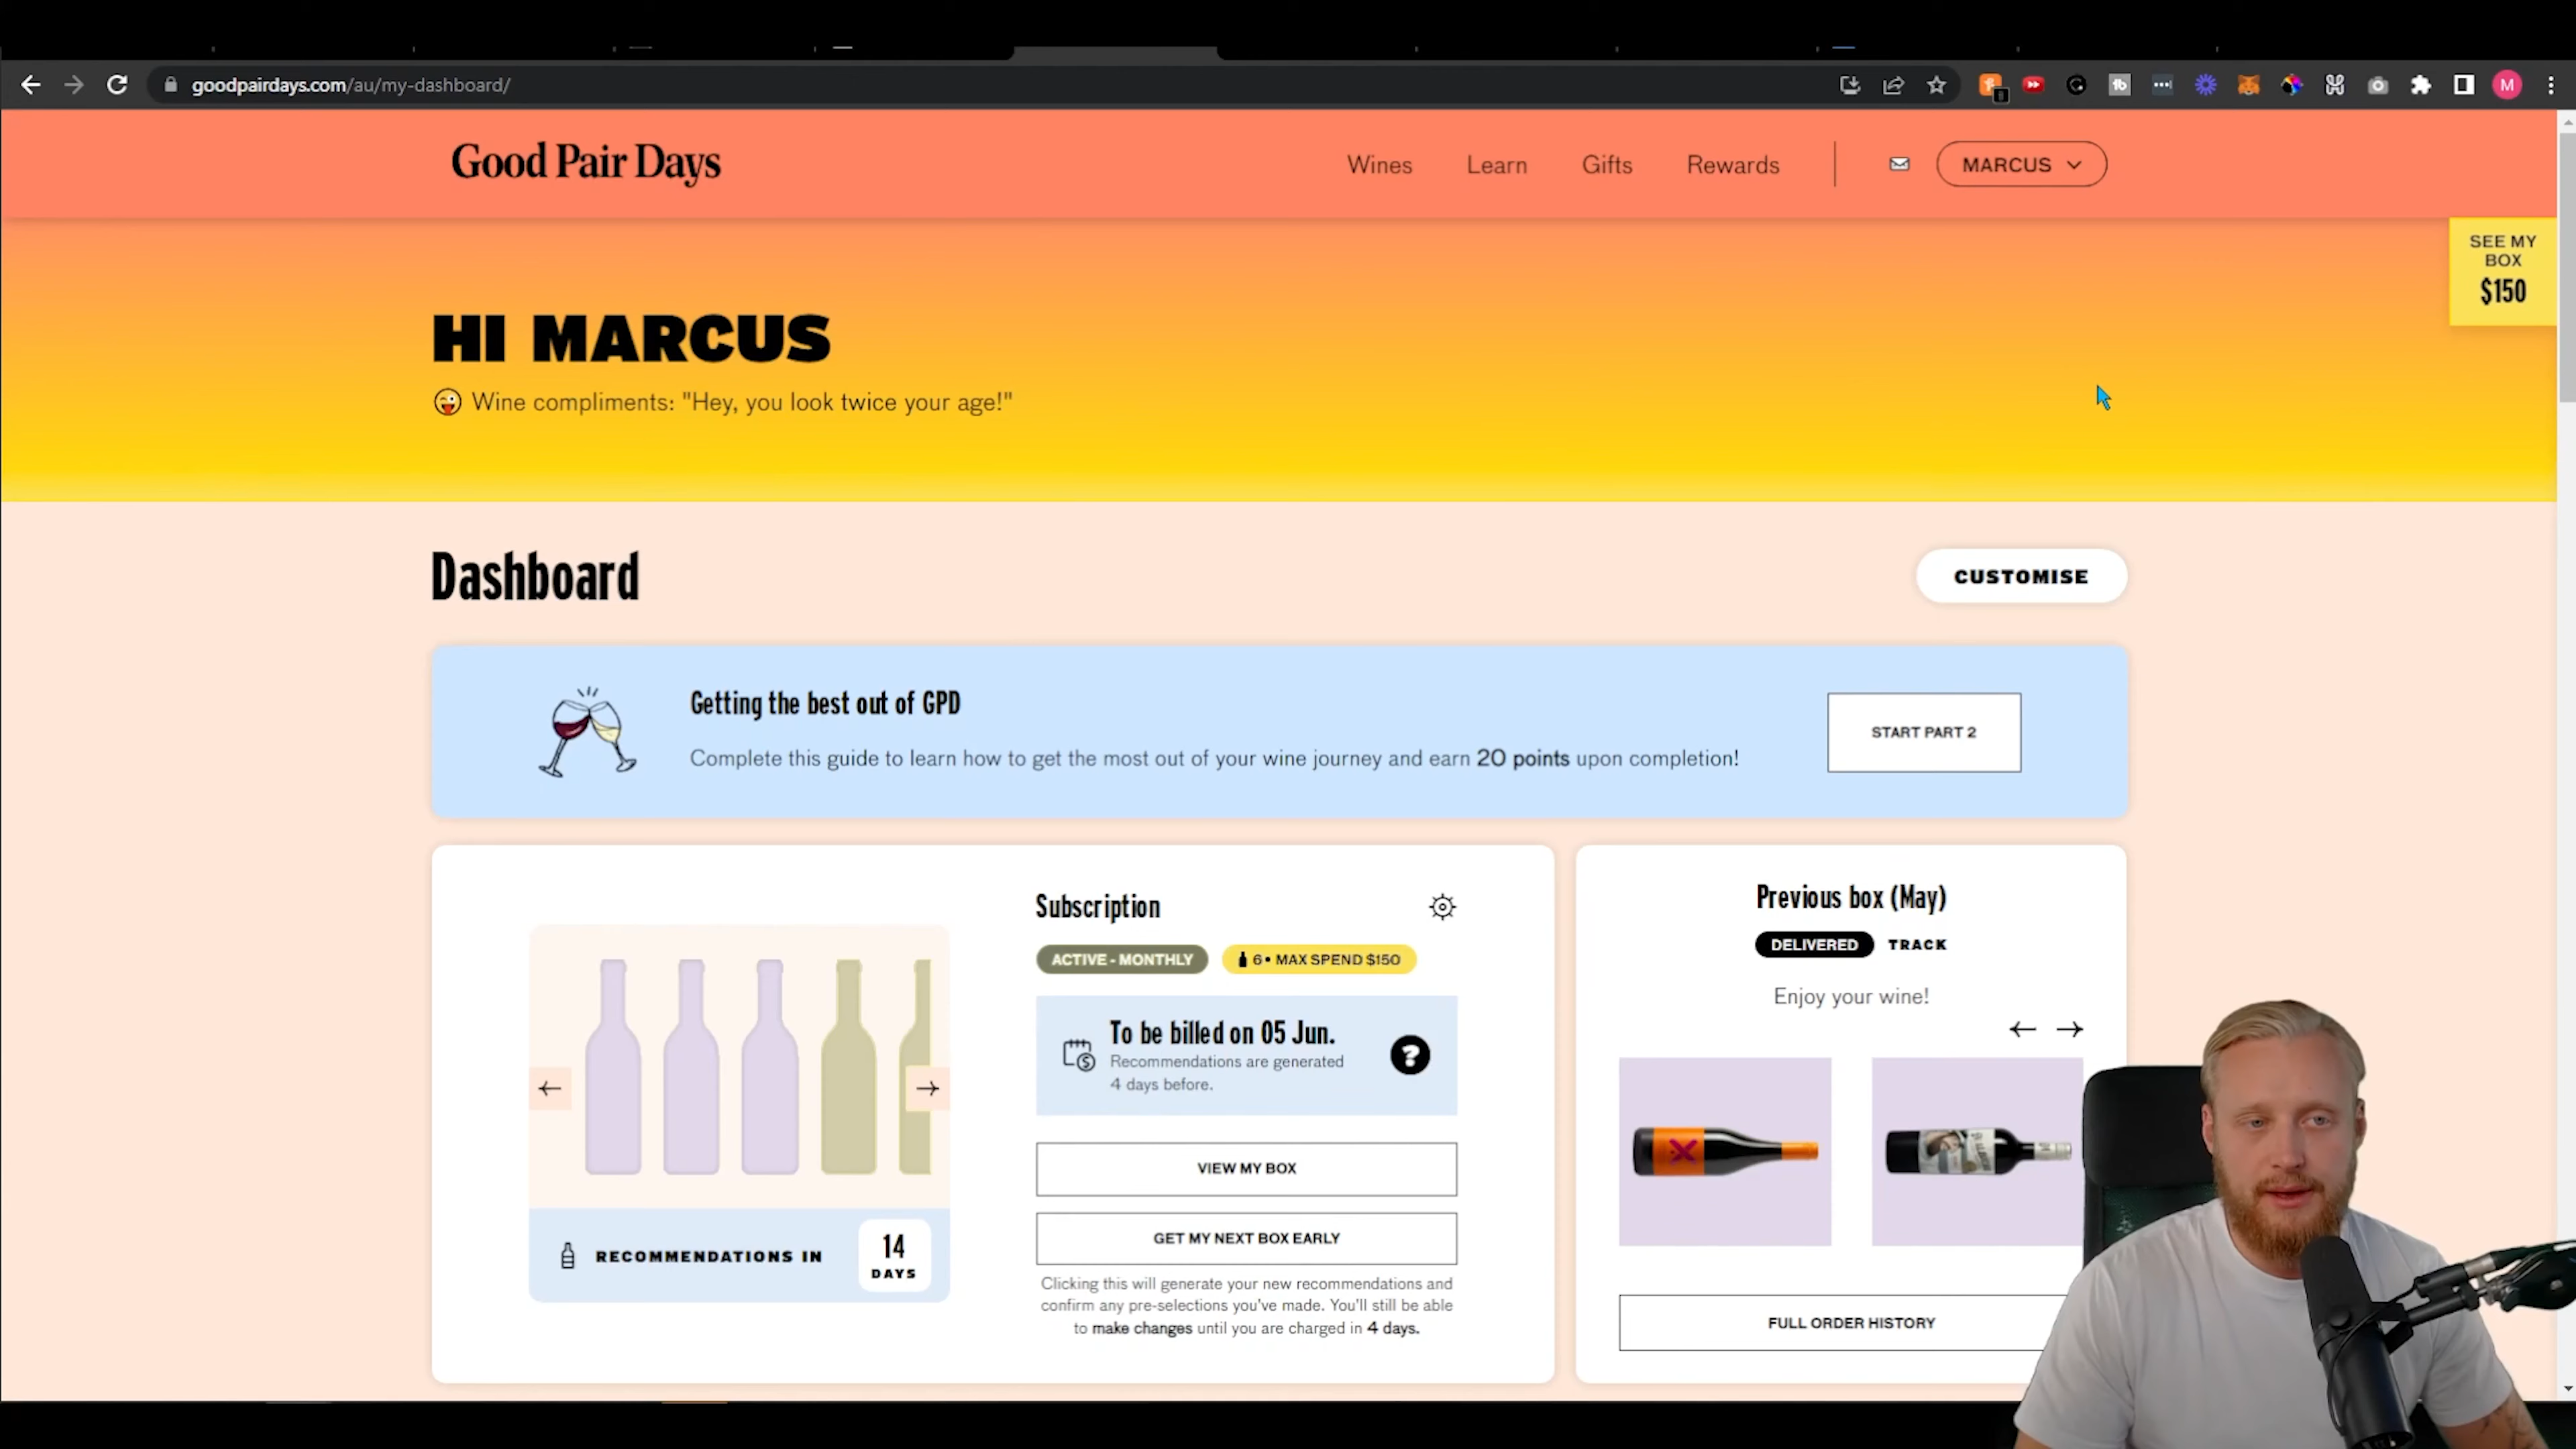 goodpairdays.com/au/my-dashboard/
M
Good Pair Days
Wines
Learn
Gifts
Rewards
MARCUS
SEE MY
BOX
$150
HI MARCUS
Wine compliments: "Hey, you look twice your age!"
Dashboard
CUSTOMISE
Getting the best out of GPD
Complete this guide to learn how to get the most out of your wine journey and earn 20 points upon completion!
START PART 2
Subscription
ACTIVE - MONTHLY
6 • MAX SPEND $150
To be billed on 05 Jun.
Recommendations are generated
4 days before.
?
VIEW MY BOX
GET MY NEXT BOX EARLY
Clicking this will generate your new recommendations and
confirm any pre-selections you've made. You'll still be able
to make changes until you are charged in 4 days.
RECOMMENDATIONS IN
14
DAYS
Previous box (May)
DELIVERED
TRACK
Enjoy your wine!
FULL ORDER HISTORY